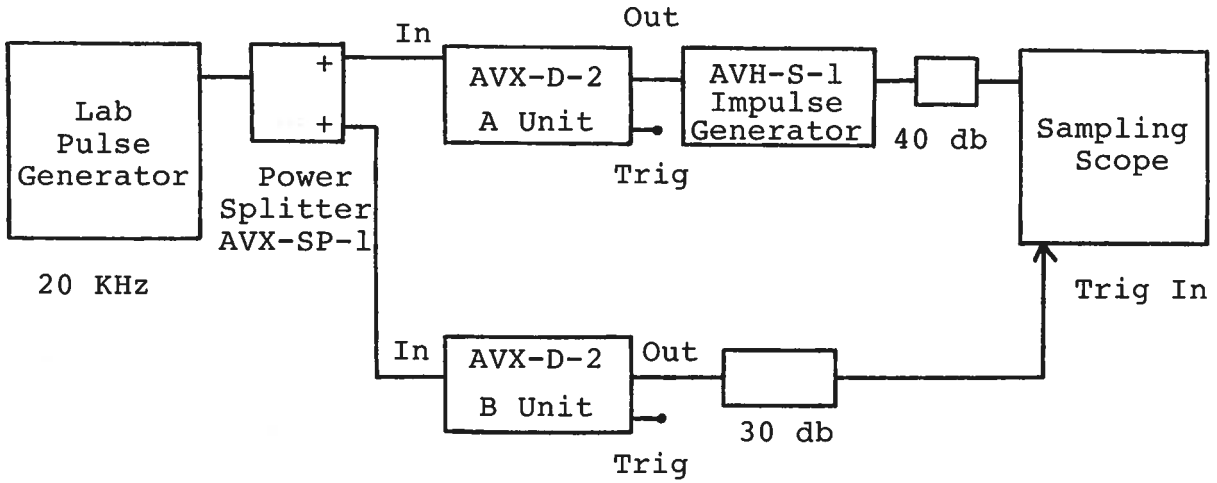 Lab
Pulse
Generator
20 KHz
+
+
Power
Splitter
AVX-SP-1
In
AVX-D-2
A Unit
Out
Trig
AVH-S-1
Impulse
Generator
40 db
Sampling
Scope
Trig In
In
AVX-D-2
B Unit
Out
Trig
30 db